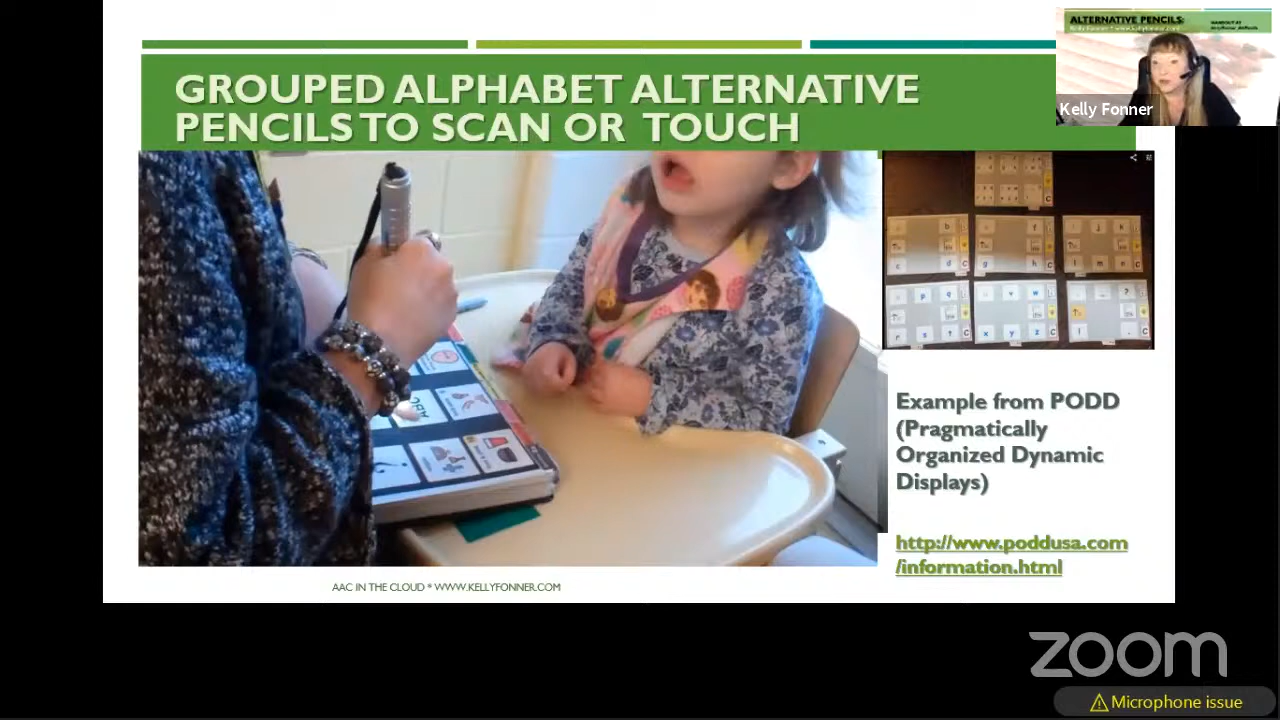 GROUPED ALPHABET ALTERNATIVE
PENCILS TO SCAN OR TOUCH
ALTERNATIVE PENCILS:
Kelly Fonner
Example from PODD
(Pragmatically
Organized Dynamic
Displays)
http://www.poddusa.com
/information.html
AAC IN THE CLOUD * WWW.KELLYFONNER.COM
zoom
Microphone issue